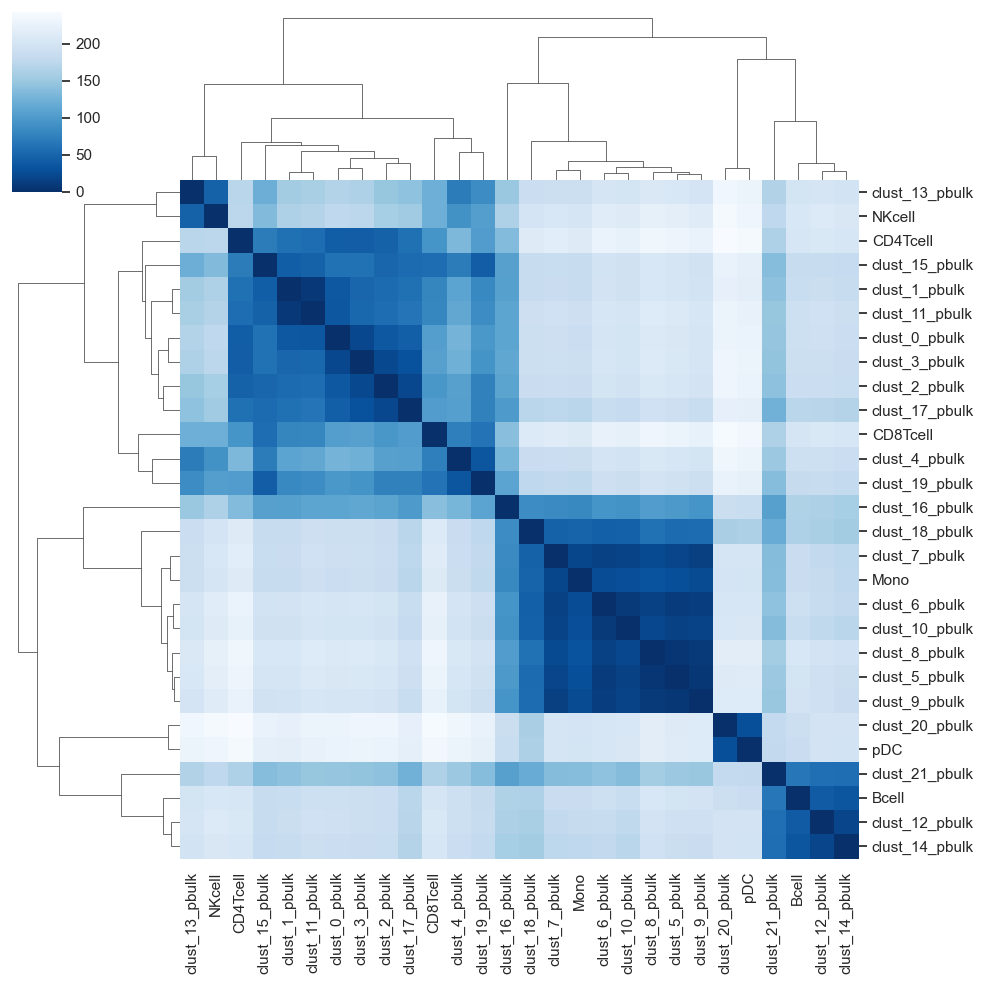 200
150
100
50
0
clust_13_pbulk
NKcell
CD4Tcell
clust_15_pbulk
clust_1_pbulk
clust_11_pbulk
clust_0_pbulk
clust_3_pbulk
clust_2_pbulk
clust_17_pbulk
CD8Tcell
clust_4_pbulk
clust_19_pbulk
clust_16_pbulk
clust_18_pbulk
clust_7_pbulk
Mono
clust_6_pbulk
clust_10_pbulk
clust_8_pbulk
clust_5_pbulk
clust_9_pbulk
clust_20_pbulk
pDC
clust_21_pbulk
Bcell
clust_12_pbulk
clust_14_pbulk
clust_13_pbulk
NKcell
CD4Tcell
clust_15_pbulk
clust_1_pbulk
clust_11_pbulk
clust_0_pbulk
clust_3_pbulk
clust_2_pbulk
clust_17_pbulk
CD8Tcell
clust_4_pbulk
clust_19_pbulk
clust_16_pbulk
clust_18_pbulk
clust_7_pbulk
Mono
clust_6_pbulk
clust_10_pbulk
clust_8_pbulk
clust_5_pbulk
clust_9_pbulk
clust_20_pbulk
pDC
clust_21_pbulk
Bcell
clust_12_pbulk
clust_14_pbulk